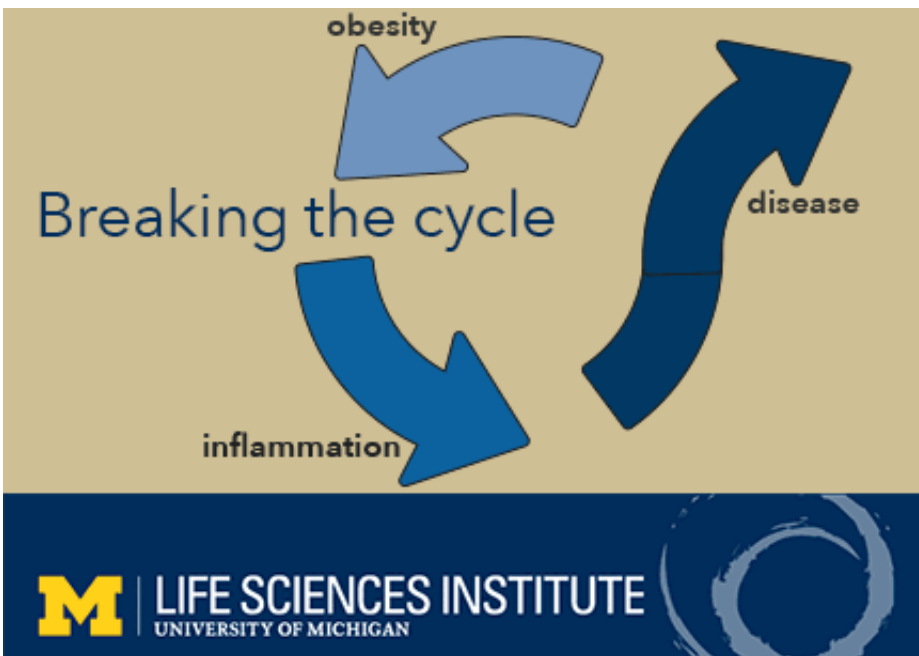 obesity
disease
Breaking the cycle
inflammation
M
LIFE SCIENCES INSTITUTE
UNIVERSITY OF MICHIGAN